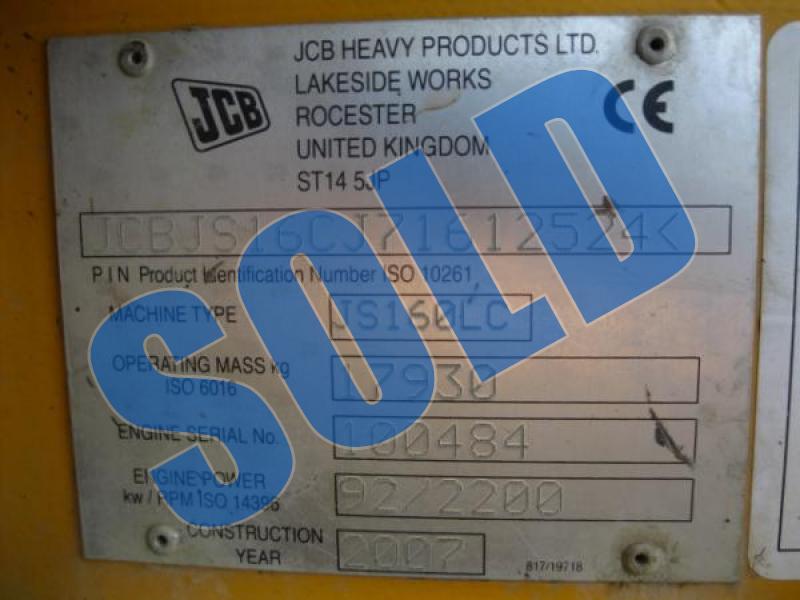 JCB
JCB HEAVY PRODUCTS LTD.
LAKESIDE WORKS
ROCESTER
UNITED KINGDOM
ST14 5JP
CE
JCBJS16CJ71612524K
P I N Product Identification Number ISO 10261
MACHINE TYPE JS160LC
OPERATING MASS kg 17930
ISO 6016
ENGINE SERIAL No. 100484
ENGINE POWER 92/2200
kw / RPM ISO 14396
CONSTRUCTION YEAR 2007
817/19718
SOLD